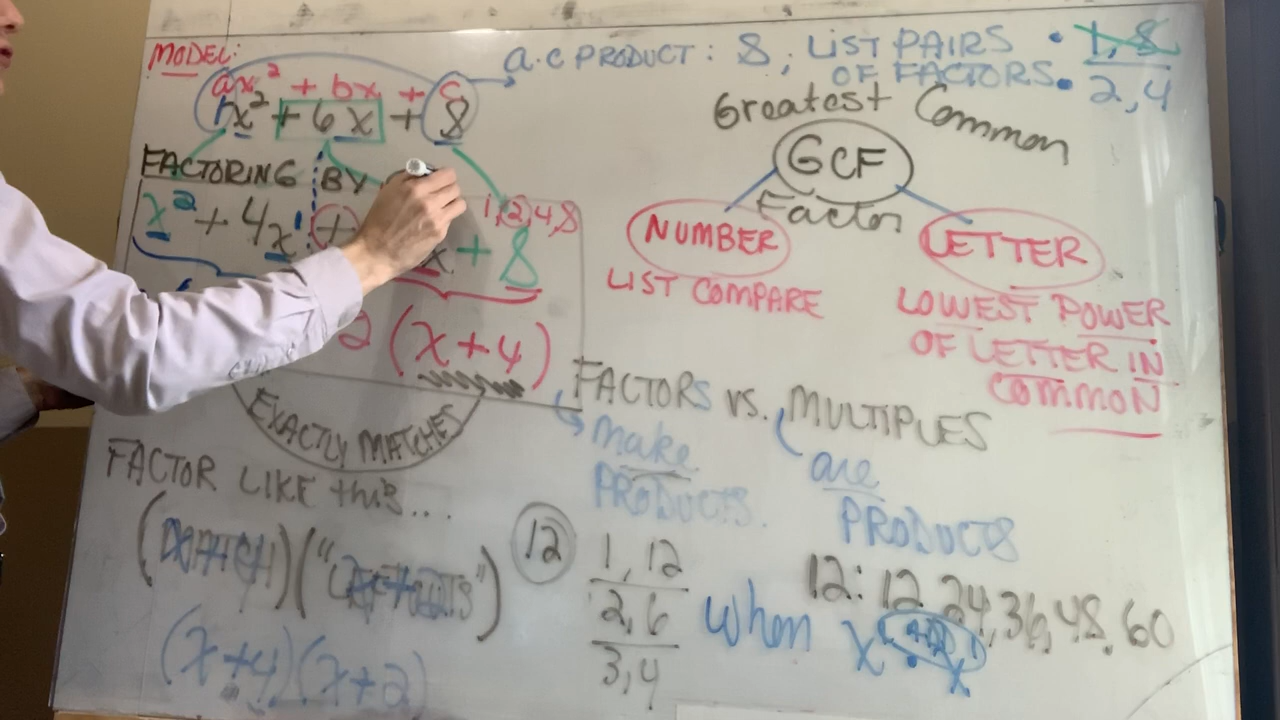 MODEL:
a.c PRODUCT: 8; LIST PAIRS • 1, 8
OF FACTORS • 2,4
ax² + bx + c
x² + 6x + 8
Greatest Common
GCF
Factor
FACTORING BY
NUMBER
LETTER
LIST COMPARE
LOWEST POWER
OF LETTER IN
COMMON
1,2,4,8
x² + 4x + x + 8
2 (x+4)
EXACTLY MATCHES
FACTORS vs. MULTIPLES
make
PRODUCTS.
are
PRODUCTS
FACTOR LIKE this...
(x+4)(x+2)
12
1, 12
2, 6
3,4
12: 12, 24, 36, 48, 60
when x
x